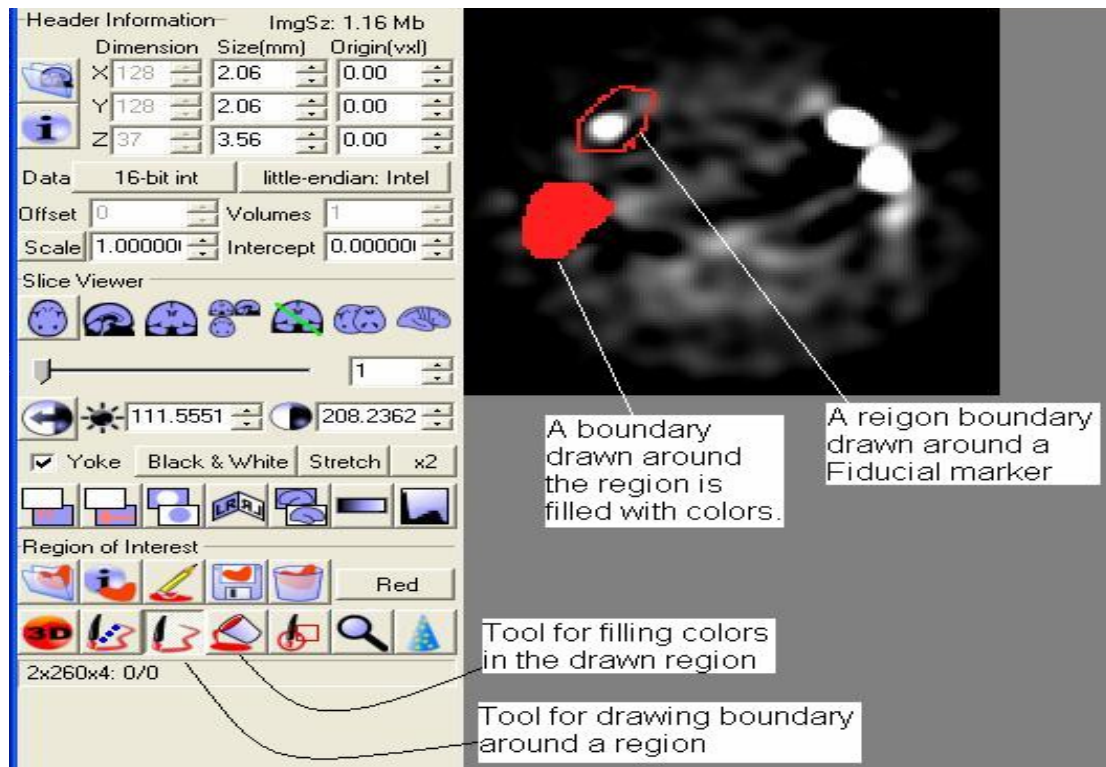 Header Information ImgSz: 1.16 Mb
Dimension Size(mm) Origin(vxl)
X 128 2.06 0.00
Y 128 2.06 0.00
Z 37 3.56 0.00
Data 16-bit int little-endian: Intel
Offset 0 Volumes 1
Scale 1.00000 Intercept 0.00000
Slice Viewer
1
111.5551 208.2362
Yoke Black & White Stretch x2
Region of Interest
Red
3D
2x260x4: 0/0
A boundary
drawn around
the region is
filled with colors.
A reigon boundary
drawn around a
Fiducial marker
Tool for filling colors
in the drawn region
Tool for drawing boundary
around a region